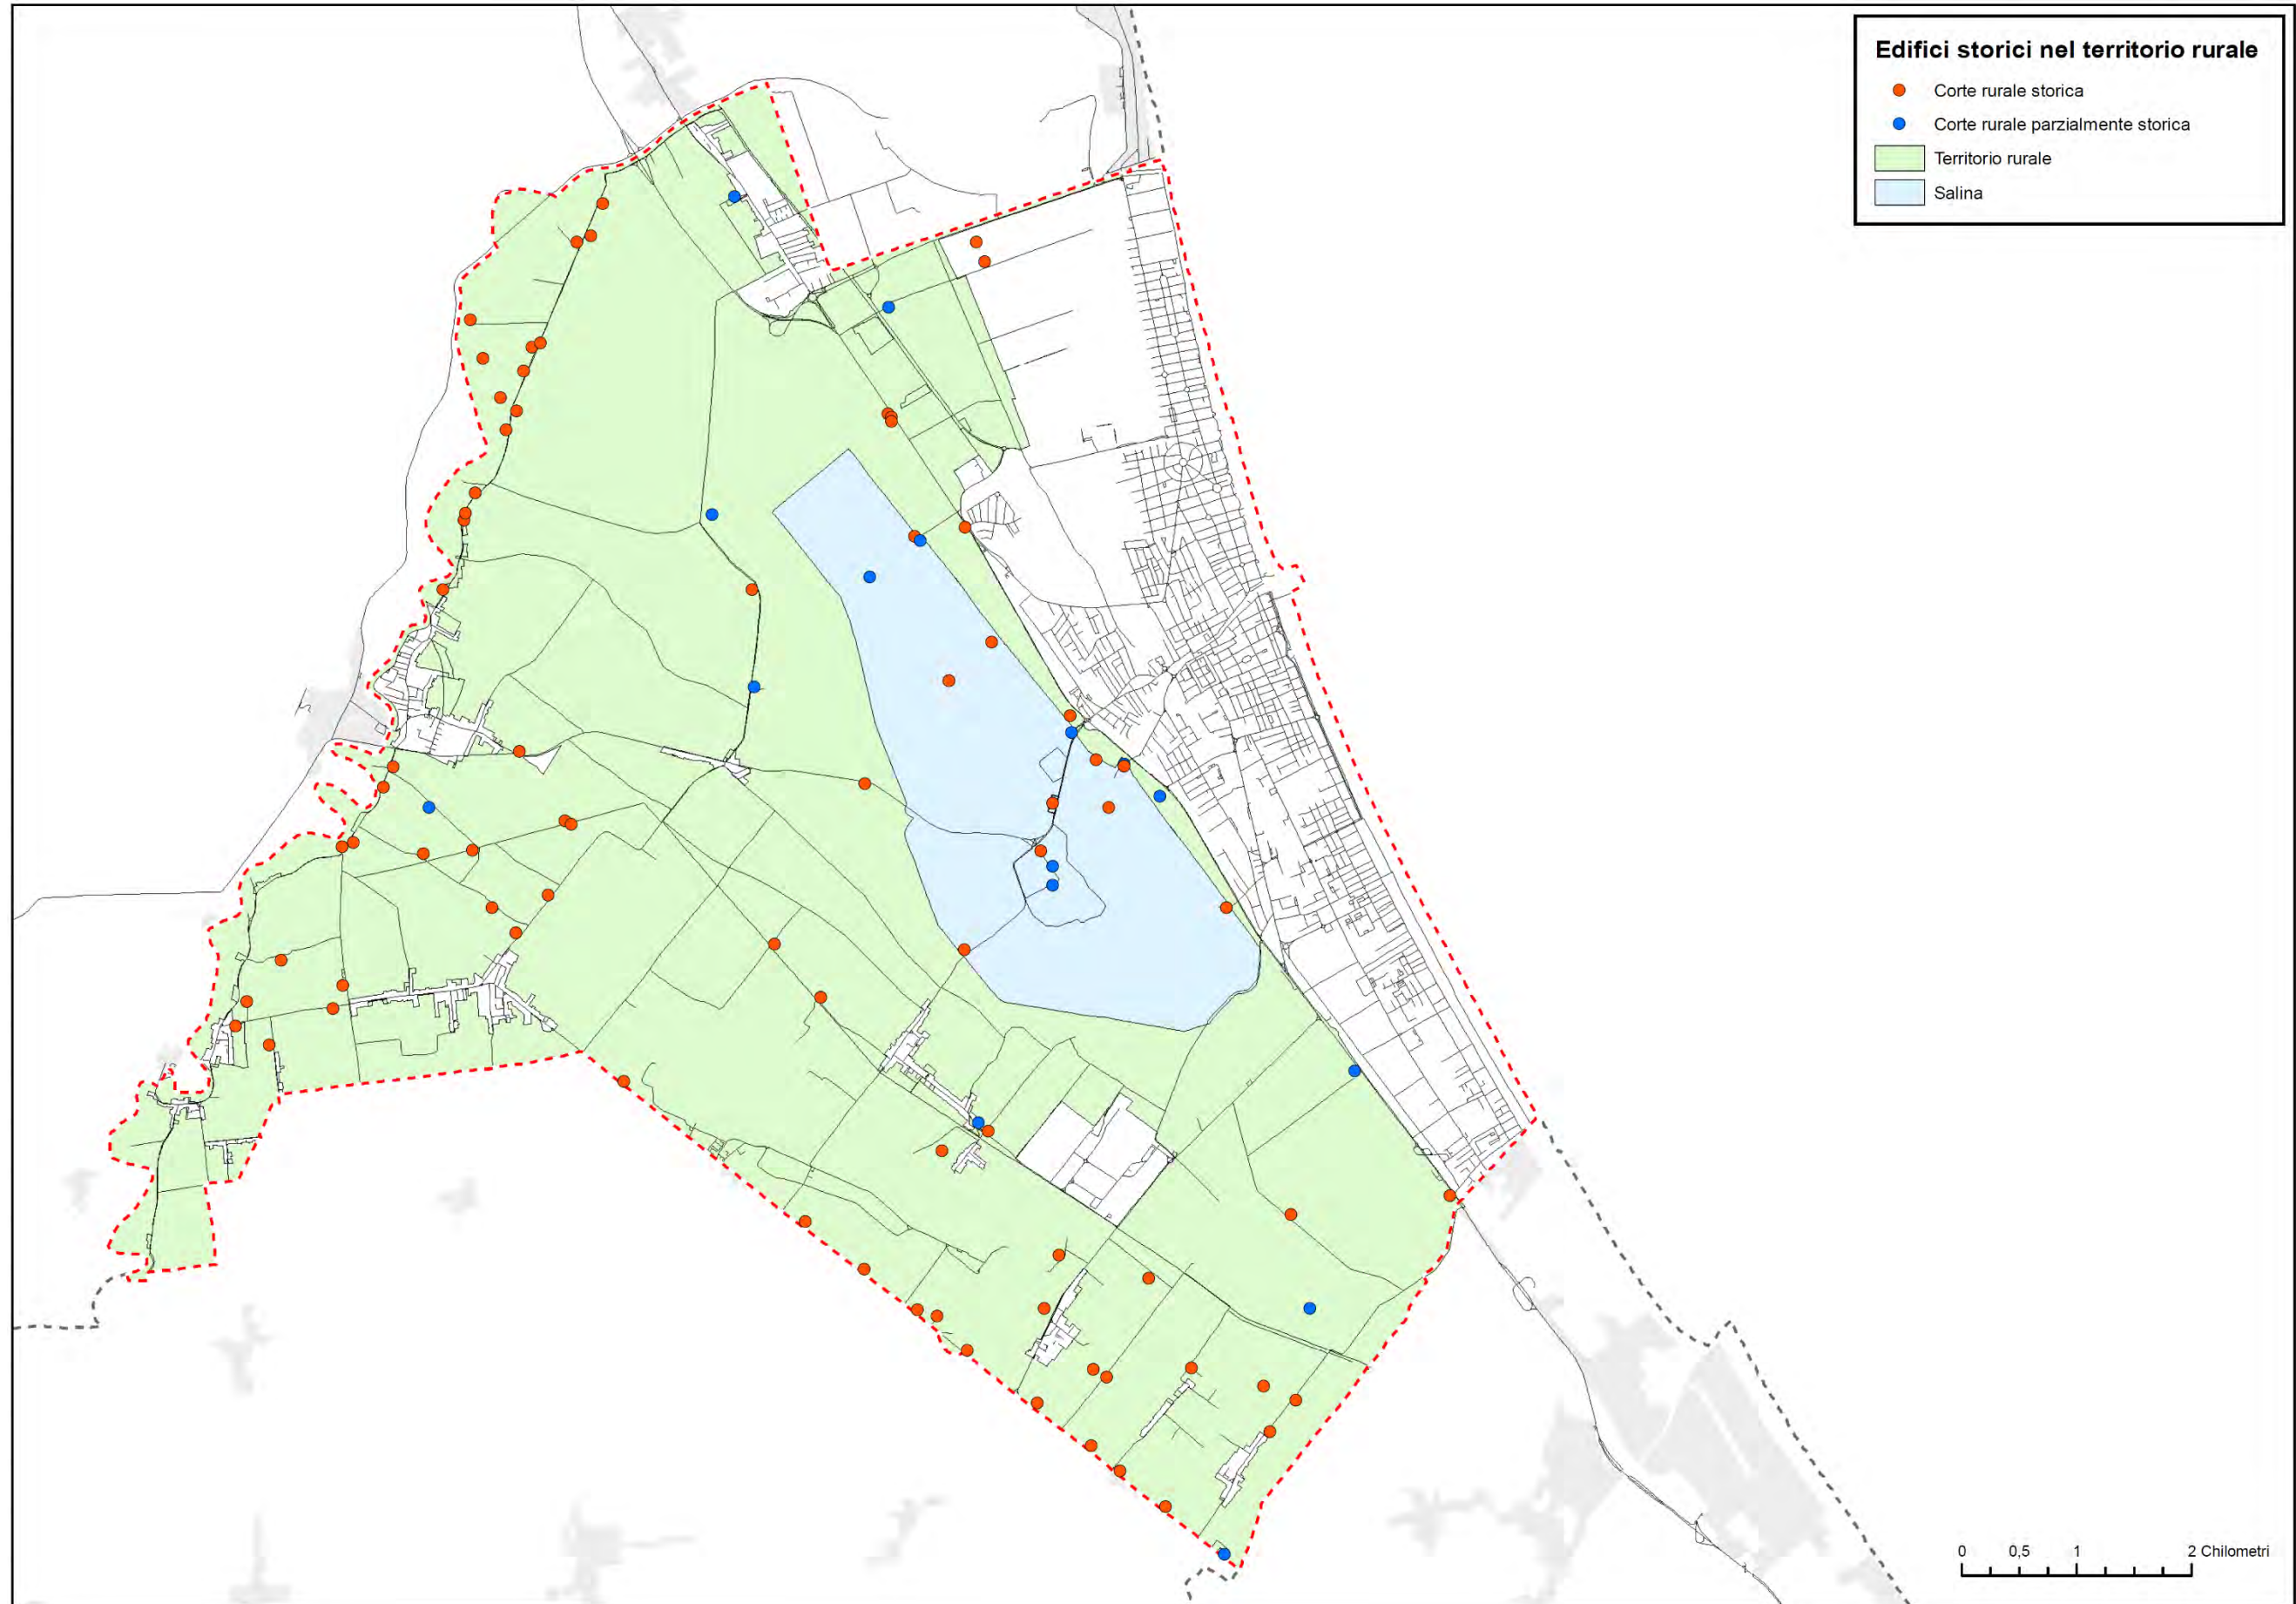 Edifici storici nel territorio rurale
Corte rurale storica
Corte rurale parzialmente storica
Territorio rurale
Salina
0 0,5 1 2 Chilometri